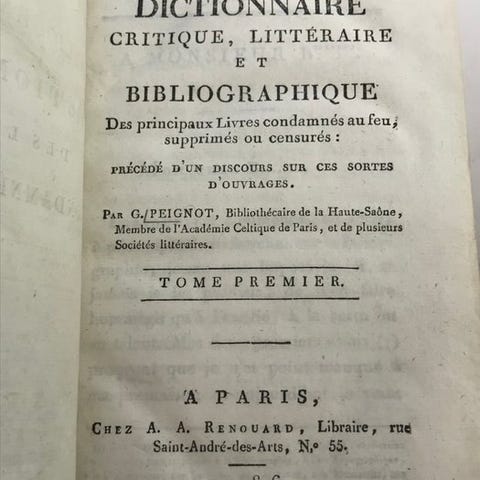 DICTIONNAIRE
CRITIQUE, LITTÉRAIRE
ET
BIBLIOGRAPHIQUE
Des principaux Livres condamnés au feu,
supprimés ou censurés :
PRÉCÉDÉ D'UN DISCOURS SUR CES SORTES
D'OUVRAGES.
PAR G. PEIGNOT, Bibliothécaire de la Haute-Saône,
Membre de l'Académie Celtique de Paris, et de plusieurs
Sociétés littéraires.
TOME PREMIER.
A PARIS,
CHEZ A. A. RENOUARD, Libraire, rue
Saint-André-des-Arts, N.o 55.